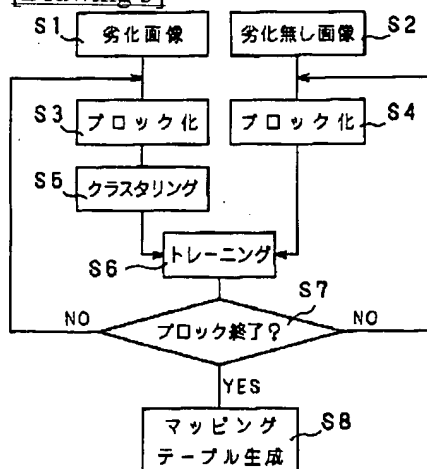 S1
劣化画像
劣化無し画像
S2
S3
ブロック化
ブロック化
S4
S5
クラスタリング
S6
トレーニング
S7
NO
ブロック終了?
NO
YES
マッピング
テーブル生成
S8